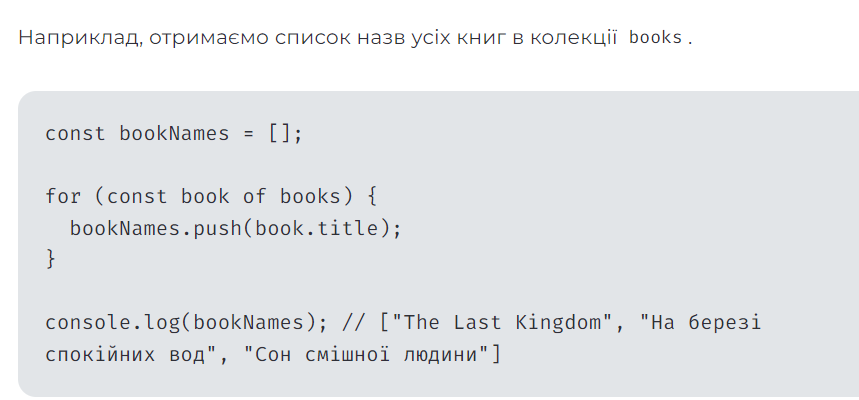 Наприклад, отримаємо список назв усіх книг в колекції books.
const bookNames = [];
for (const book of books) {
bookNames.push(book.title);
}
console.log(bookNames); // ["The Last Kingdom", "На березі
спокійних вод", "Сон смішної людини"]